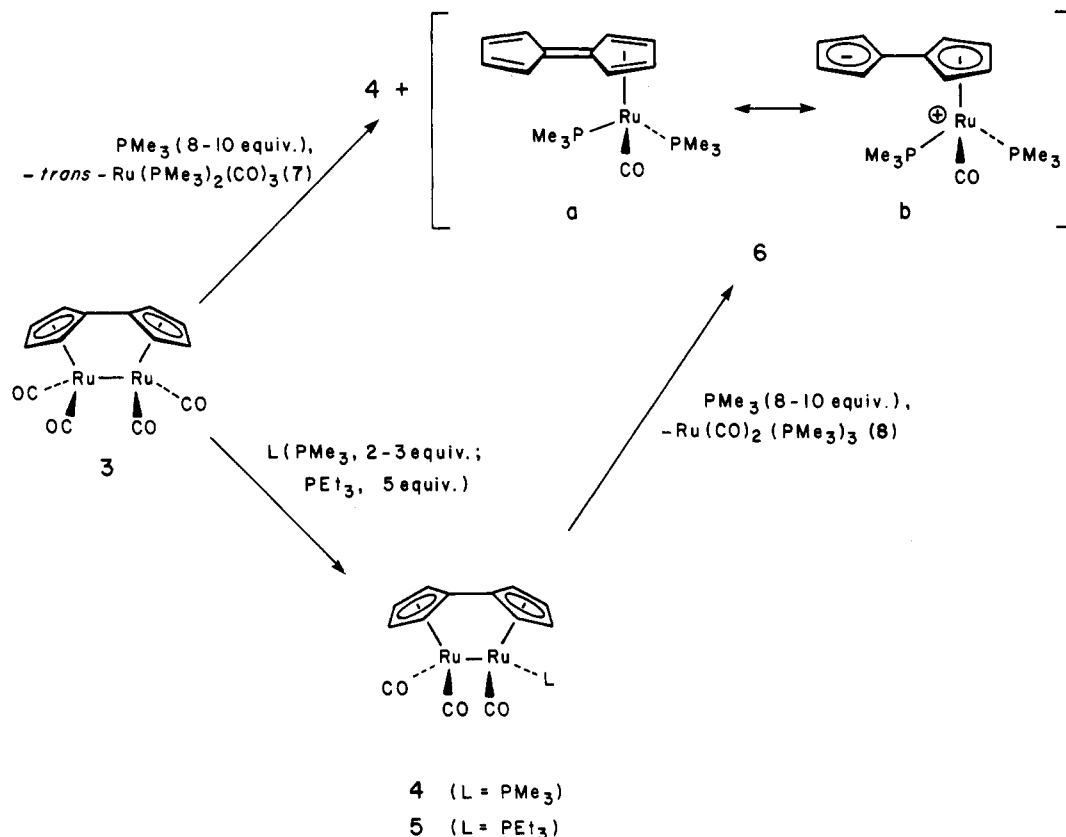 4 +
Me₃P
Ru
PMe₃
CO
a
⊕
Me₃P
Ru
PMe₃
CO
b
6
PMe₃ (8-10 equiv.),
- trans - Ru(PMe₃)₂(CO)₃ (7)
OC
Ru
Ru
CO
OC
CO
3
L(PMe₃, 2-3 equiv.;
PEt₃, 5 equiv.)
PMe₃ (8-10 equiv.),
-Ru(CO)₂(PMe₃)₃ (8)
Ru
Ru
CO
L
CO
CO
4 (L = PMe₃)
5 (L = PEt₃)